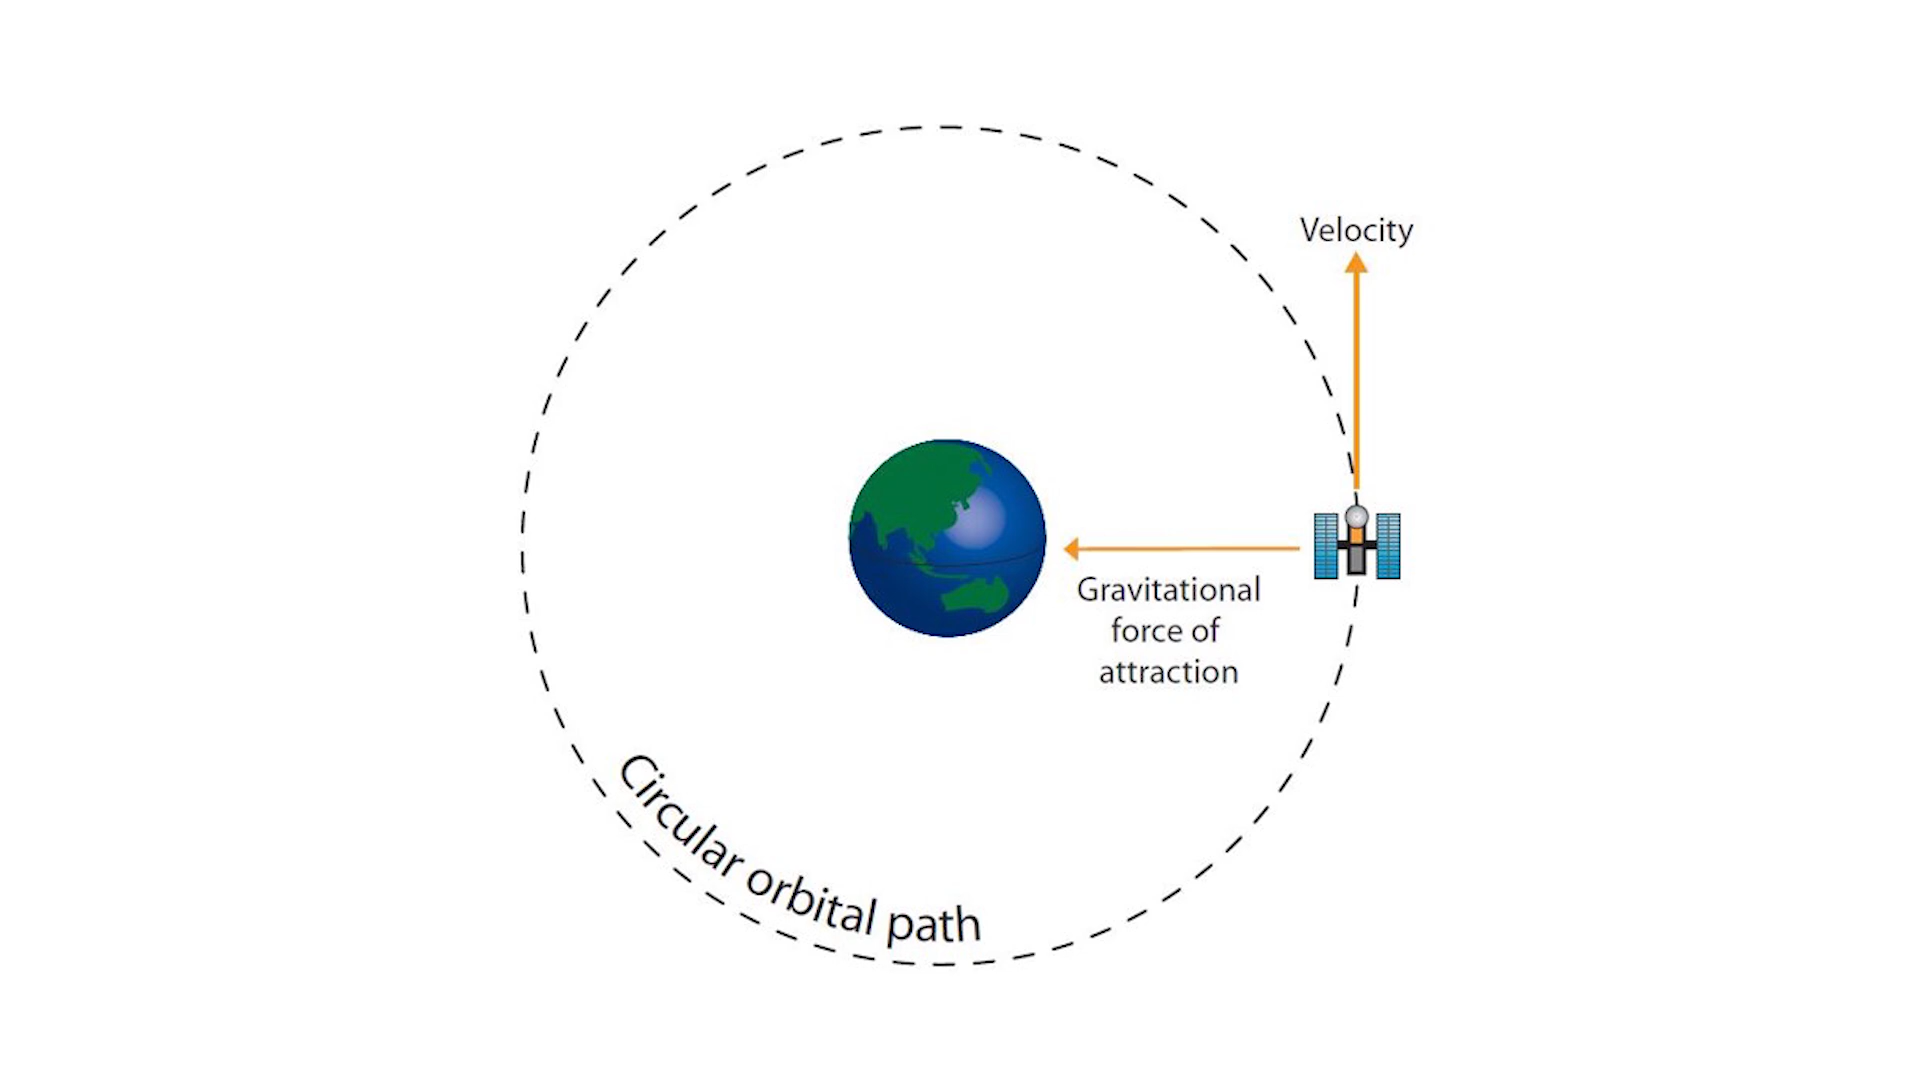 Velocity
Gravitational
force of
attraction
Circular orbital path